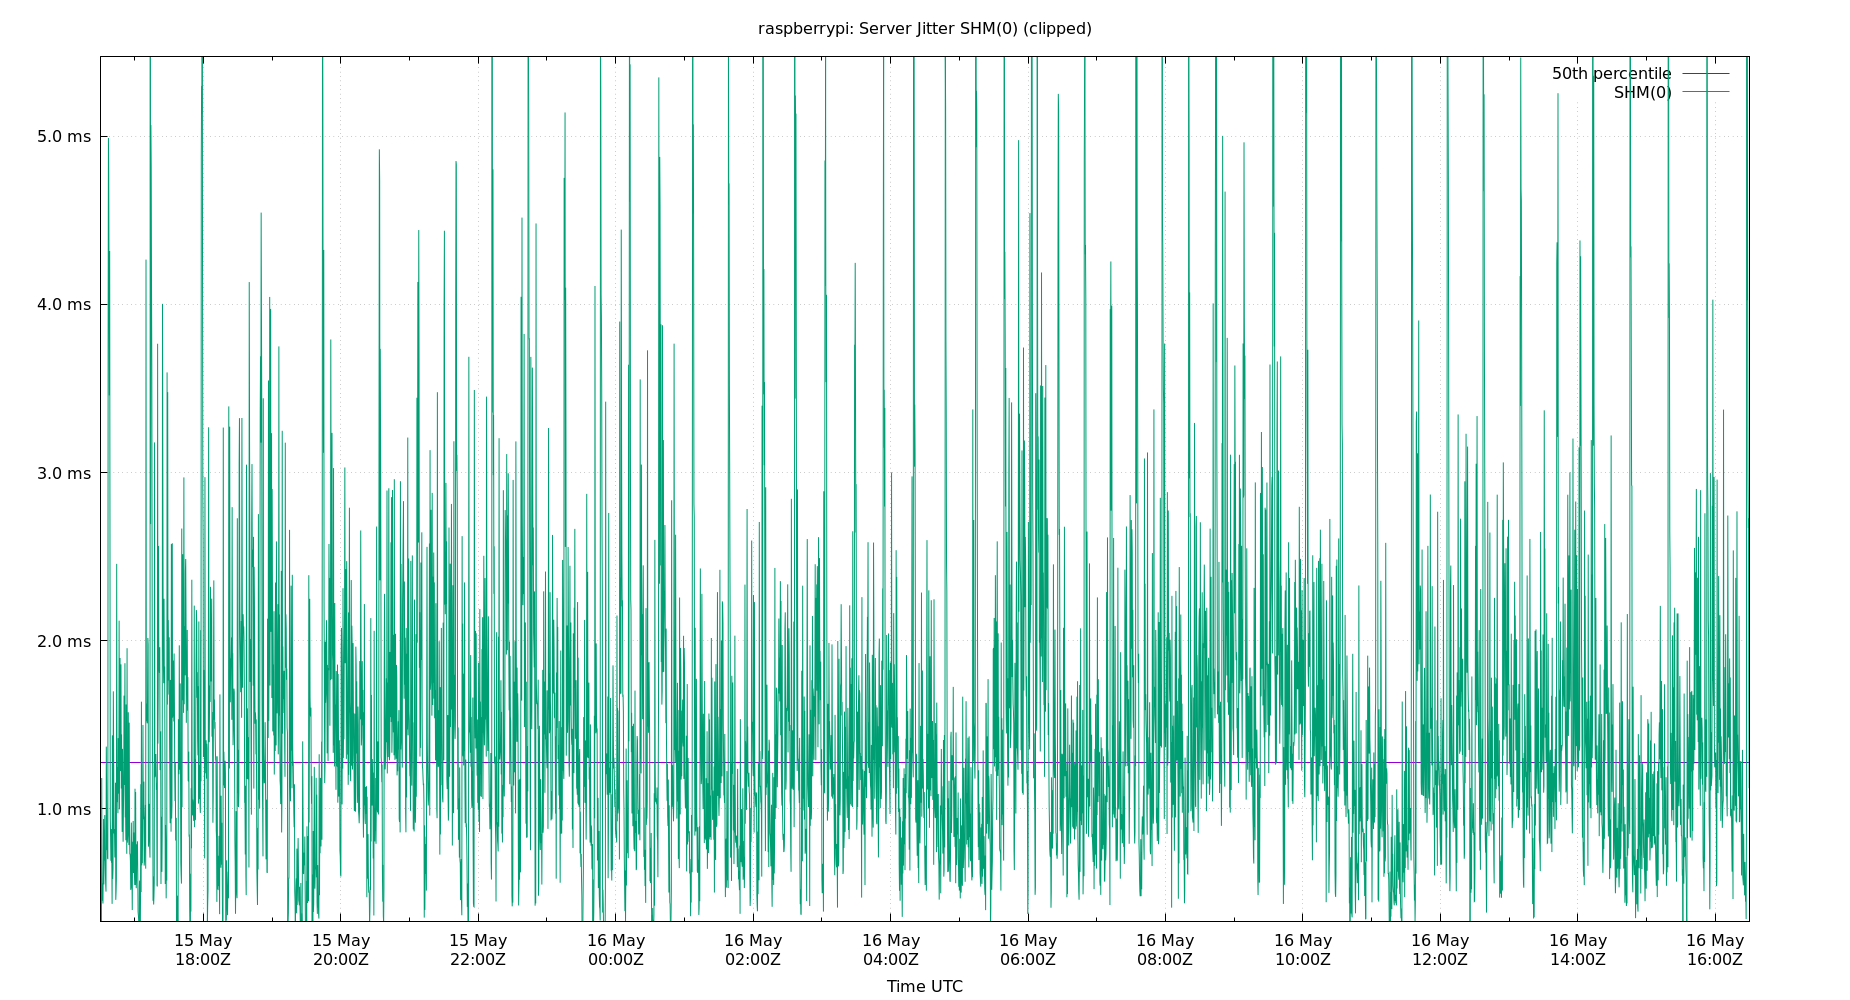 raspberrypi: Server Jitter SHM(0) (clipped)
50th percentile
SHM(0)
5.0 ms
4.0 ms
3.0 ms
2.0 ms
1.0 ms
15 May 15 May 15 May 16 May 16 May 16 May 16 May 16 May 16 May 16 May 16 May 16 May
18:00Z 20:00Z 22:00Z 00:00Z 02:00Z 04:00Z 06:00Z 08:00Z 10:00Z 12:00Z 14:00Z 16:00Z
Time UTC